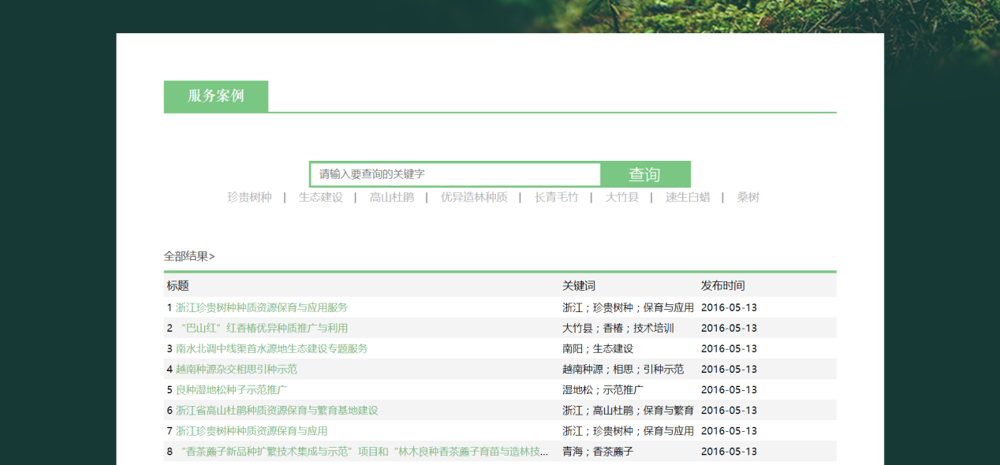 服务案例
请输入要查询的关键字 查询
珍贵树种 | 生态建设 | 高山杜鹃 | 优异造林种质 | 长青毛竹 | 大竹县 | 速生白蜡 | 桑树
全部结果>
标题 关键词 发布时间
1 浙江珍贵树种种质资源保育与应用服务 浙江；珍贵树种；保育与应用 2016-05-13
2 “巴山红”红香椿优异种质推广与利用 大竹县；香椿；技术培训 2016-05-13
3 南水北调中线渠首水源地生态建设专题服务 南阳；生态建设 2016-05-13
4 越南种源杂交相思引种示范 越南种源；相思；引种示范 2016-05-13
5 良种湿地松种子示范推广 湿地松；示范推广 2016-05-13
6 浙江省高山杜鹃种质资源保育与繁育基地建设 浙江；高山杜鹃；保育与繁育 2016-05-13
7 浙江珍贵树种种质资源保育与应用 浙江；珍贵树种；保育与应用 2016-05-13
8 “香茶藨子新品种扩繁技术集成与示范”项目和“林木良种香茶藨子育苗与造林技... 青海；香茶藨子 2016-05-13